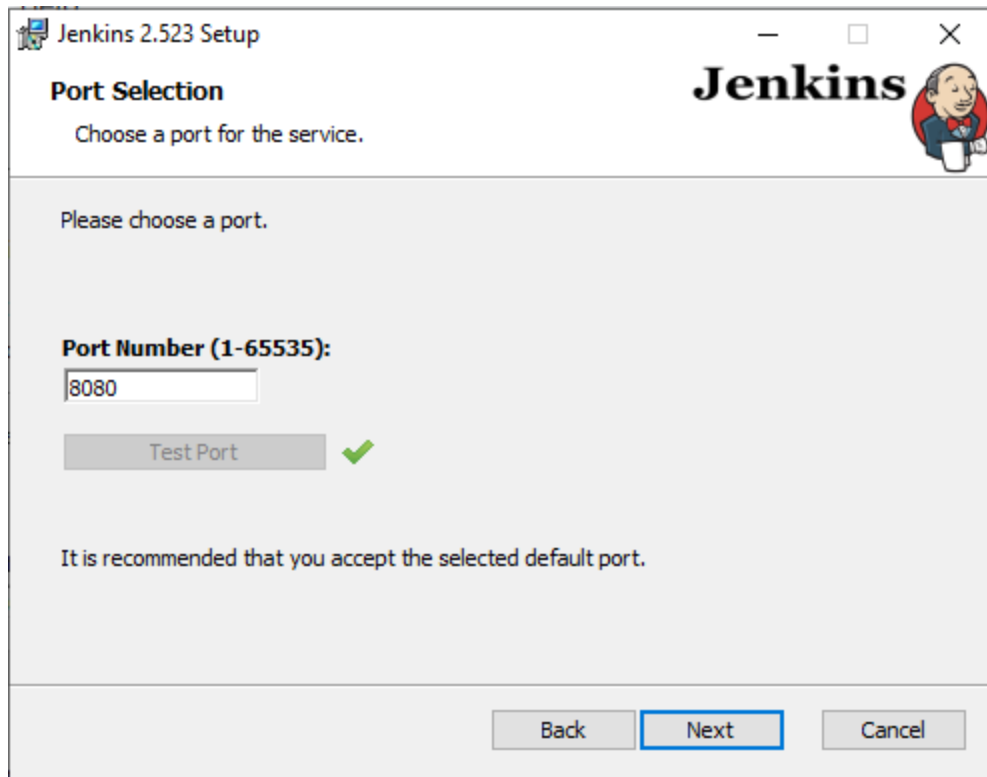 Jenkins 2.523 Setup
Port Selection
Jenkins
Choose a port for the service.
Please choose a port.
Port Number (1-65535):
8080
Test Port
It is recommended that you accept the selected default port.
Back
Next
Cancel